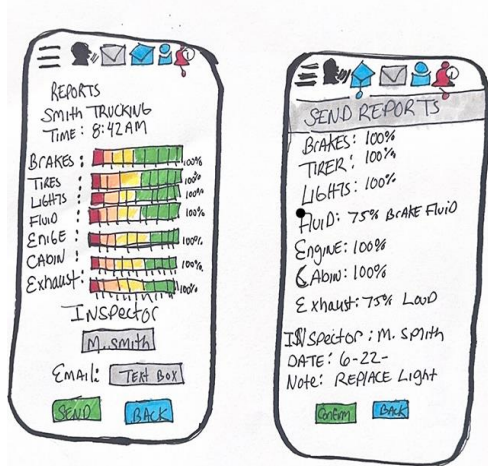 REPORTS
Smith TRUCKING
TIME: 8:42 AM
BRAKES: 100%
TIRES : 100%
LIGHTS : 100%
FLUID : 100%
ENIGE : 100%
CABIN :
100%
Exhaust: 100%
INSPECTOR
M. Smith
EMAIL: TEXT BOX
SEND BACK
SEND REPORTS
BRAKES: 100%
TIRER: 100%
LIGHTS: 100%
FLUID: 75% BRAKE FLUID
ENGINE: 100%
CABIN: 100%
Exhaust: 75% LOUD
INSPECTOR: M. SMITH
DATE: 6-22-
Note: REPLACE Light
Confirm BACK